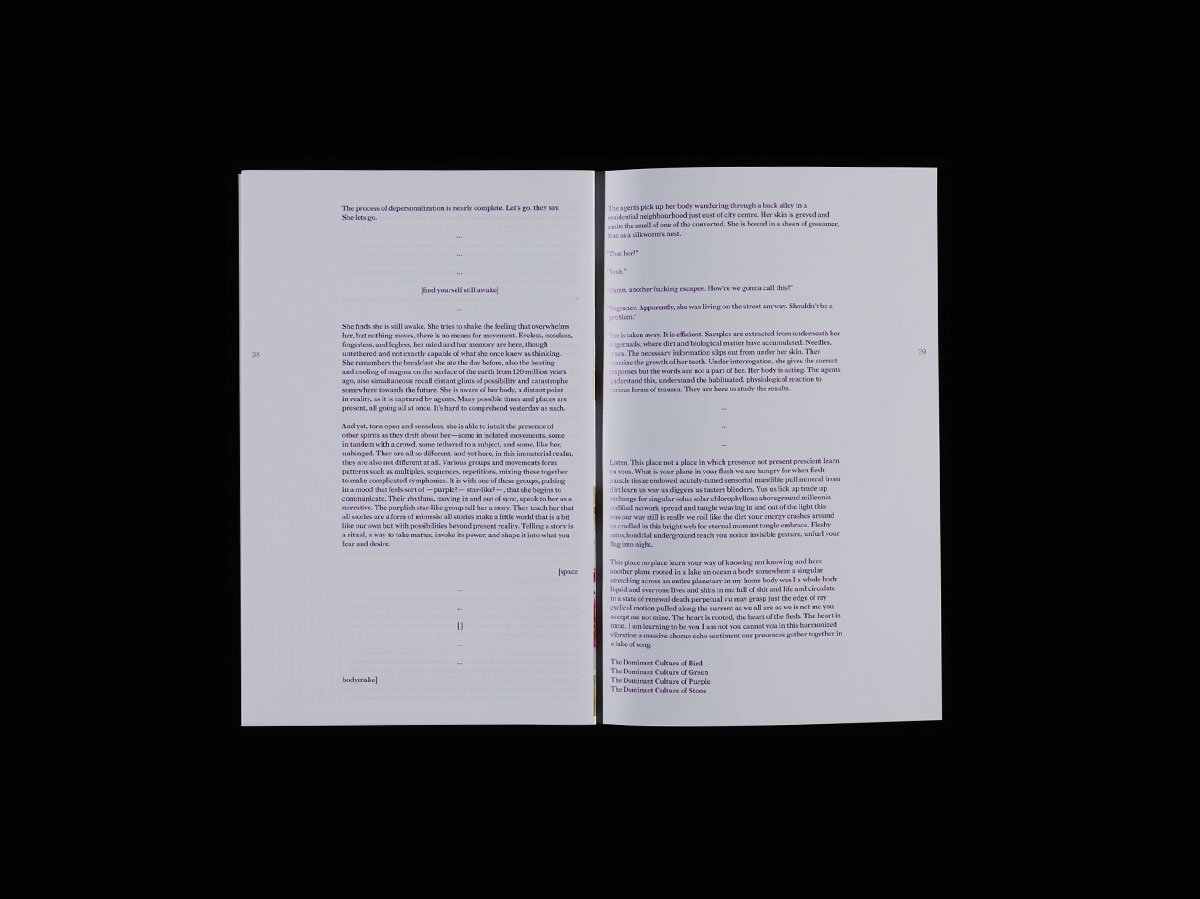 The process of depersonalization is nearly complete. Let's go, they say.
She lets go.
...
...
...
[find yourself still awake]
...
She finds she is still awake. She tries to shake the feeling that overwhelms
her, but nothing moves, there is no means for movement. Eyeless, noseless,
fingerless, and legless, her mind and her memory are here, though
untethered and not exactly capable of what she once knew as thinking.
She remembers the breakfast she ate the day before, also the heating
and cooling of magma on the surface of the earth from 120 million years
ago, also simultaneous recall distant glints of possibility and catastrophe
somewhere towards the future. She is aware of her body, a distant point
in reality, as it is captured by agents. Many possible times and places are
present, all going all at once. It's hard to comprehend yesterday as such.
And yet, torn open and senseless, she is able to intuit the presence of
other spirits as they drift about her—some in isolated movements, some
in tandem with a crowd, some tethered to a subject, and some, like her,
unhinged. They are all so different, and yet here, in this immaterial realm,
they are also not different at all. Various groups and movements form
patterns such as multiples, sequences, repetitions, mixing these together
to make complicated symphonies. It is with one of these groups, pulsing
in a mood that feels sort of —purple?— star-like?—, that she begins to
communicate. Their rhythms, moving in and out of sync, speak to her as a
narrative. The purplish star-like group tell her a story. They teach her that
all stories are a form of mimesis: all stories make a little world that is a bit
like our own but with possibilities beyond present reality. Telling a story is
a ritual, a way to take matter, invoke its power, and shape it into what you
fear and desire.
[space
...
...
[ ]
...
...
bodymake]
38
The agents pick up her body wandering through a back alley in a
residential neighbourhood just east of city centre. Her skin is greyed and
emits the smell of one of the converted. She is bound in a sheen of gossamer,
fine as a silkworm's nest.
"That her?"
"Yeah."
"Damn, another fucking escapee. How're we gonna call this?"
"Vagrancy. Apparently, she was living on the street anyway. Shouldn't be a
problem."
She is taken away. It is efficient. Samples are extracted from underneath her
fingernails, where dirt and biological matter have accumulated. Needles,
The necessary information slips out from under her skin. They
examine the growth of her teeth. Under interrogation, she gives the correct
responses but the words are not a part of her. Her body is acting. The agents
understand this, understand the habituated, physiological reaction to
various forms of trauma. They are here to study the results.
...
...
...
Listen. This place not a place in which presence not present prescient learn
us yous. What is your plane in your flesh we are hungry for when flesh
muscle tissue endowed acutely-tuned sensorial mandible pull mineral from
dirt learn us way us diggers as tasters blinders. Yus us lick up trade up
exchange for singular solus solar chlorophyllous aboveground millennia
codified network spread and tangle weaving in and out of the light this
was our way still is really we roil like the dirt your energy crashes around
us cradled in this bright web for eternal moment tangle embrace. Fleshy
mitochondrial underground teach you notice invisible gesture, unfurl your
flag into night.
This place no place learn your way of knowing not knowing and here
another plane rooted in a lake an ocean a body somewhere a singular
stretching across an entire planetary in my home body was I a whole body
liquid and everyone lives and shits in me full of shit and life and circulate
in a state of renewal death perpetual yu may grasp just the edge of my
cyclical motion pulled along the current as we all are as we is not me you
except me not mine. The heart is rooted, the heart of the flesh. The heart is
meat. I am learning to be you I am not you cannot you in this harmonized
vibration a massive chorus echo sentiment our presences gather together in
a lake of song.
The Dominant Culture of Bird
The Dominant Culture of Green
The Dominant Culture of Purple
The Dominant Culture of Stone
39